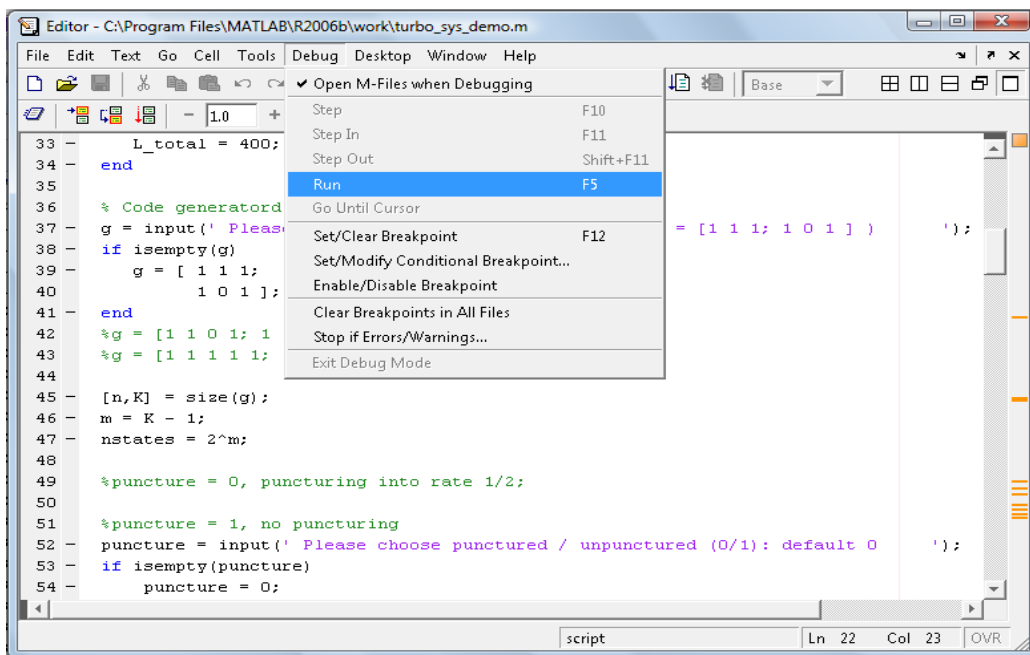 Editor - C:\Program Files\MATLAB\R2006b\work\turbo_sys_demo.m
File Edit Text Go Cell Tools Debug Desktop Window Help
Base
1.0
Open M-Files when Debugging
Step F10
Step In F11
Step Out Shift+F11
Run F5
Go Until Cursor
Set/Clear Breakpoint F12
Set/Modify Conditional Breakpoint...
Enable/Disable Breakpoint
Clear Breakpoints in All Files
Stop if Errors/Warnings...
Exit Debug Mode
33 - L_total = 400;
34 - end
35
36 % Code generatord
37 - g = input(' Pleas = [1 1 1; 1 0 1 ] ) ');
38 - if isempty(g)
39 - g = [ 1 1 1;
40 1 0 1 ];
41 - end
42 %g = [1 1 0 1; 1
43 %g = [1 1 1 1 1;
44
45 - [n,K] = size(g);
46 - m = K - 1;
47 - nstates = 2^m;
48
49 %puncture = 0, puncturing into rate 1/2;
50
51 %puncture = 1, no puncturing
52 - puncture = input(' Please choose punctured / unpunctured (0/1): default 0 ');
53 - if isempty(puncture)
54 - puncture = 0;
script Ln 22 Col 23 OVR